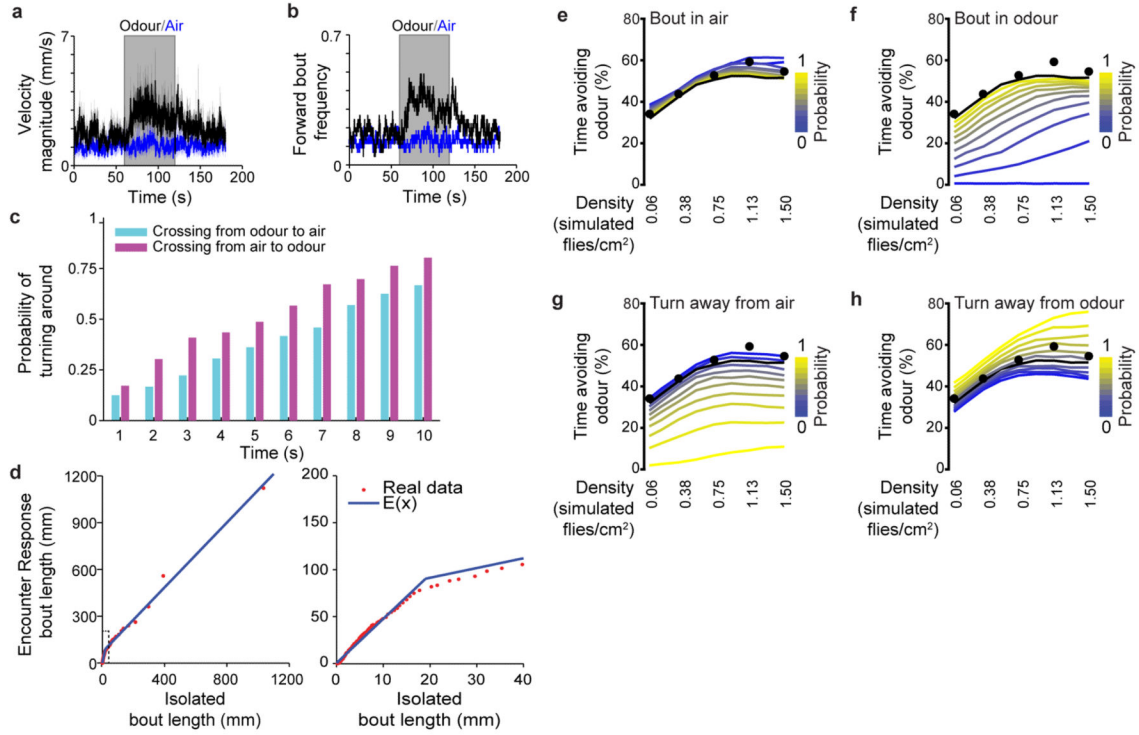 a
Odour/Air
7
Velocity
magnitude (mm/s)
0
0 50 100 150 200
Time (s)
b
Odour/Air
0.7
Forward bout
frequency
0
0 50 100 150 200
Time (s)
c
1
0.75
0.5
0.25
0
Probability of
turning around
Crossing from odour to air
Crossing from air to odour
1 2 3 4 5 6 7 8 9 10
Time (s)
d
1200
900
600
300
0
Encounter Response
bout length (mm)
0 400 800 1200
Isolated
bout length (mm)
200
150
100
50
0
Real data
E(x)
0 10 20 30 40
Isolated
bout length (mm)
e
Bout in air
80
60
40
20
0
Time avoiding
odour (%)
1
0
Probability
Density
(simulated
flies/cm²)
0.06
0.38
0.75
1.13
1.50
f
Bout in odour
80
60
40
20
0
Time avoiding
odour (%)
1
0
Probability
Density
(simulated
flies/cm²)
0.06
0.38
0.75
1.13
1.50
g
Turn away from air
80
60
40
20
0
Time avoiding
odour (%)
1
0
Probability
Density
(simulated
flies/cm²)
0.06
0.38
0.75
1.13
1.50
h
Turn away from odour
80
60
40
20
0
Time avoiding
odour (%)
1
0
Probability
Density
(simulated
flies/cm²)
0.06
0.38
0.75
1.13
1.50